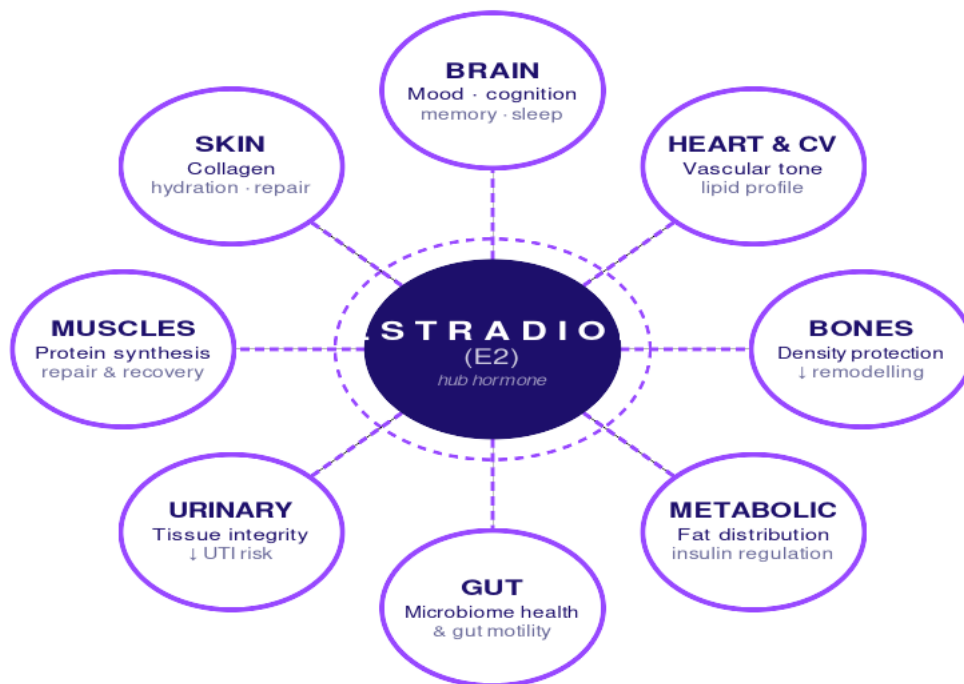 BRAIN
Mood · cognition
memory · sleep
SKIN
Collagen
hydration · repair
HEART & CV
Vascular tone
lipid profile
MUSCLES
Protein synthesis
repair & recovery
STRADIO
(E2)
hub hormone
BONES
Density protection
↓ remodelling
URINARY
Tissue integrity
↓ UTI risk
METABOLIC
Fat distribution
insulin regulation
GUT
Microbiome health
& gut motility